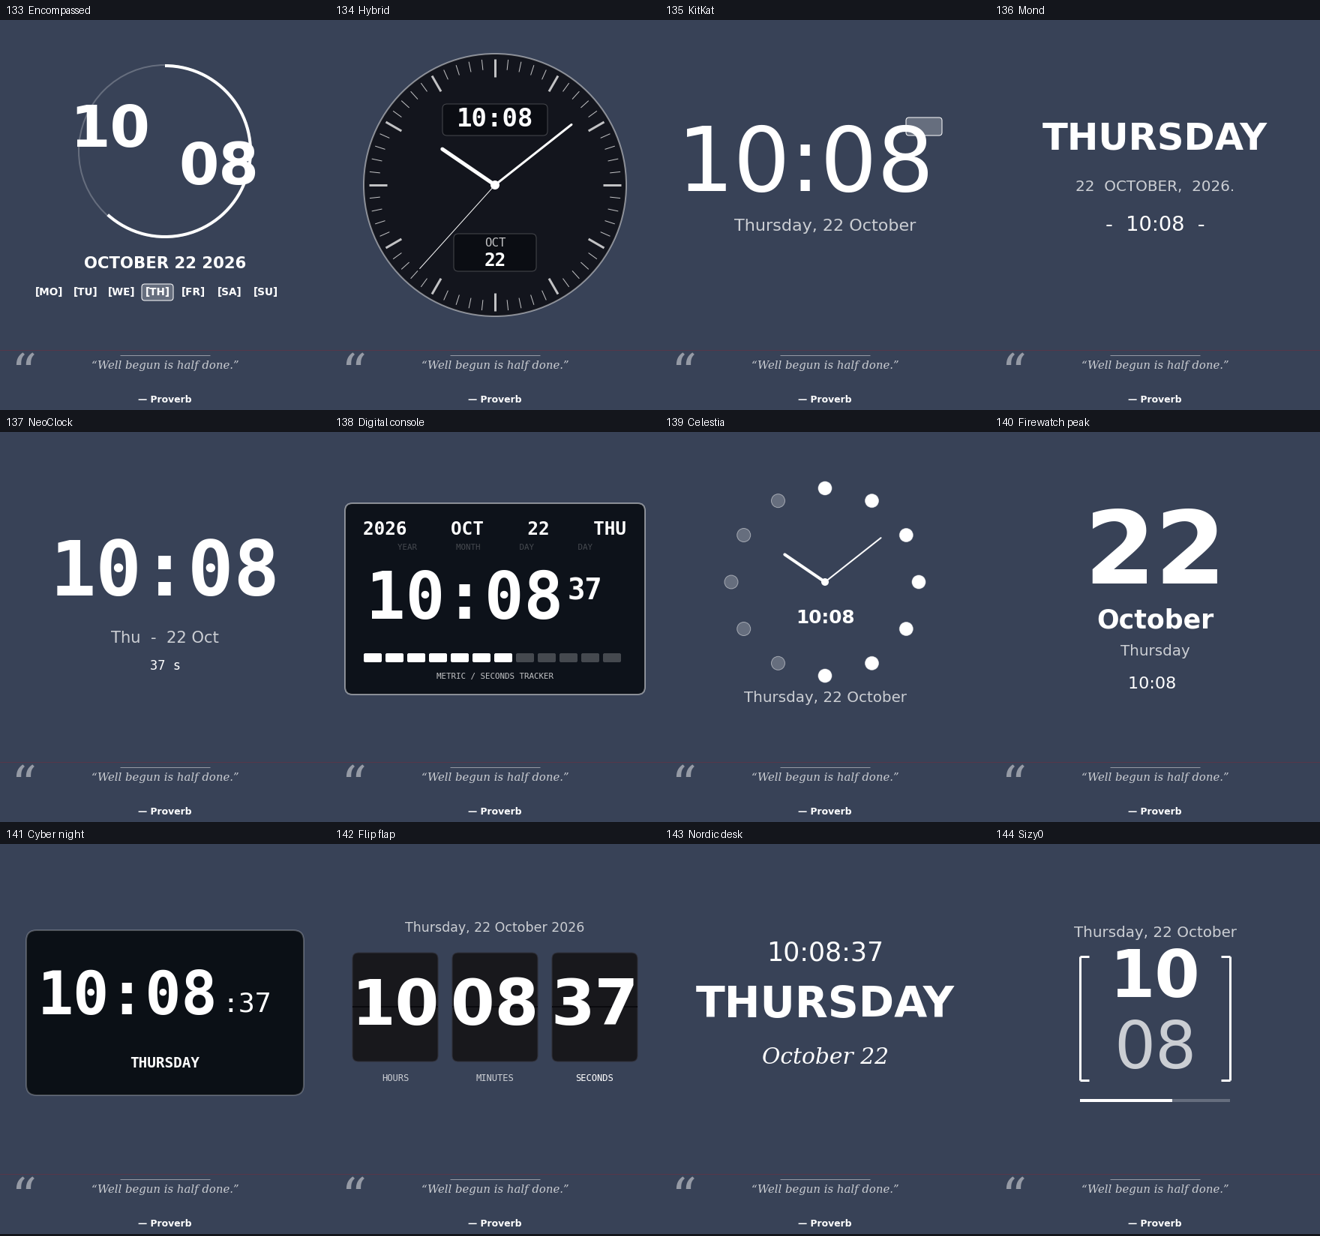 133 Encompassed
10
08
OCTOBER 22 2026
[MO] [TU] [WE] [TH] [FR] [SA] [SU]
“
“Well begun is half done.”
— Proverb
134 Hybrid
10:08
OCT
22
“
“Well begun is half done.”
— Proverb
135 KitKat
10:08
Thursday, 22 October
“
“Well begun is half done.”
— Proverb
136 Mond
THURSDAY
22 OCTOBER, 2026.
- 10:08 -
“
“Well begun is half done.”
— Proverb
137 NeoClock
10:08
Thu - 22 Oct
37 s
“
“Well begun is half done.”
— Proverb
138 Digital console
2026 OCT 22 THU
YEAR MONTH DAY DAY
10:08 37
METRIC / SECONDS TRACKER
“
“Well begun is half done.”
— Proverb
139 Celestia
10:08
Thursday, 22 October
“
“Well begun is half done.”
— Proverb
140 Firewatch peak
22
October
Thursday
10:08
“
“Well begun is half done.”
— Proverb
141 Cyber night
10:08 :37
THURSDAY
“
“Well begun is half done.”
— Proverb
142 Flip flap
Thursday, 22 October 2026
10 08 37
HOURS MINUTES SECONDS
“
“Well begun is half done.”
— Proverb
143 Nordic desk
10:08:37
THURSDAY
October 22
“
“Well begun is half done.”
— Proverb
144 Sizy0
Thursday, 22 October
10
08
“
“Well begun is half done.”
— Proverb